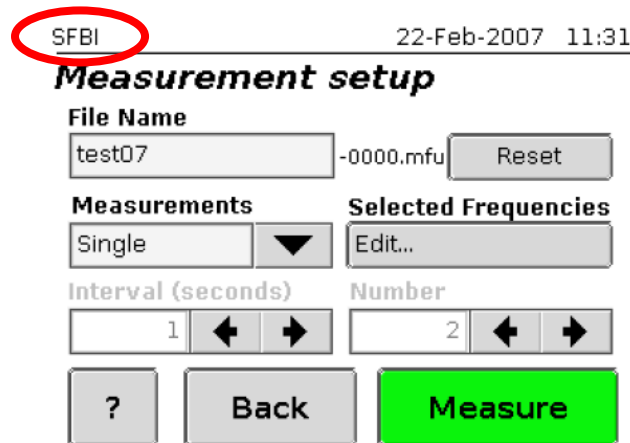 SFBI 22-Feb-2007 11:31
Measurement setup
File Name
test07 -0000.mfu Reset
Measurements Selected Frequencies
Single Edit...
Interval (seconds) Number
1 2
? Back Measure